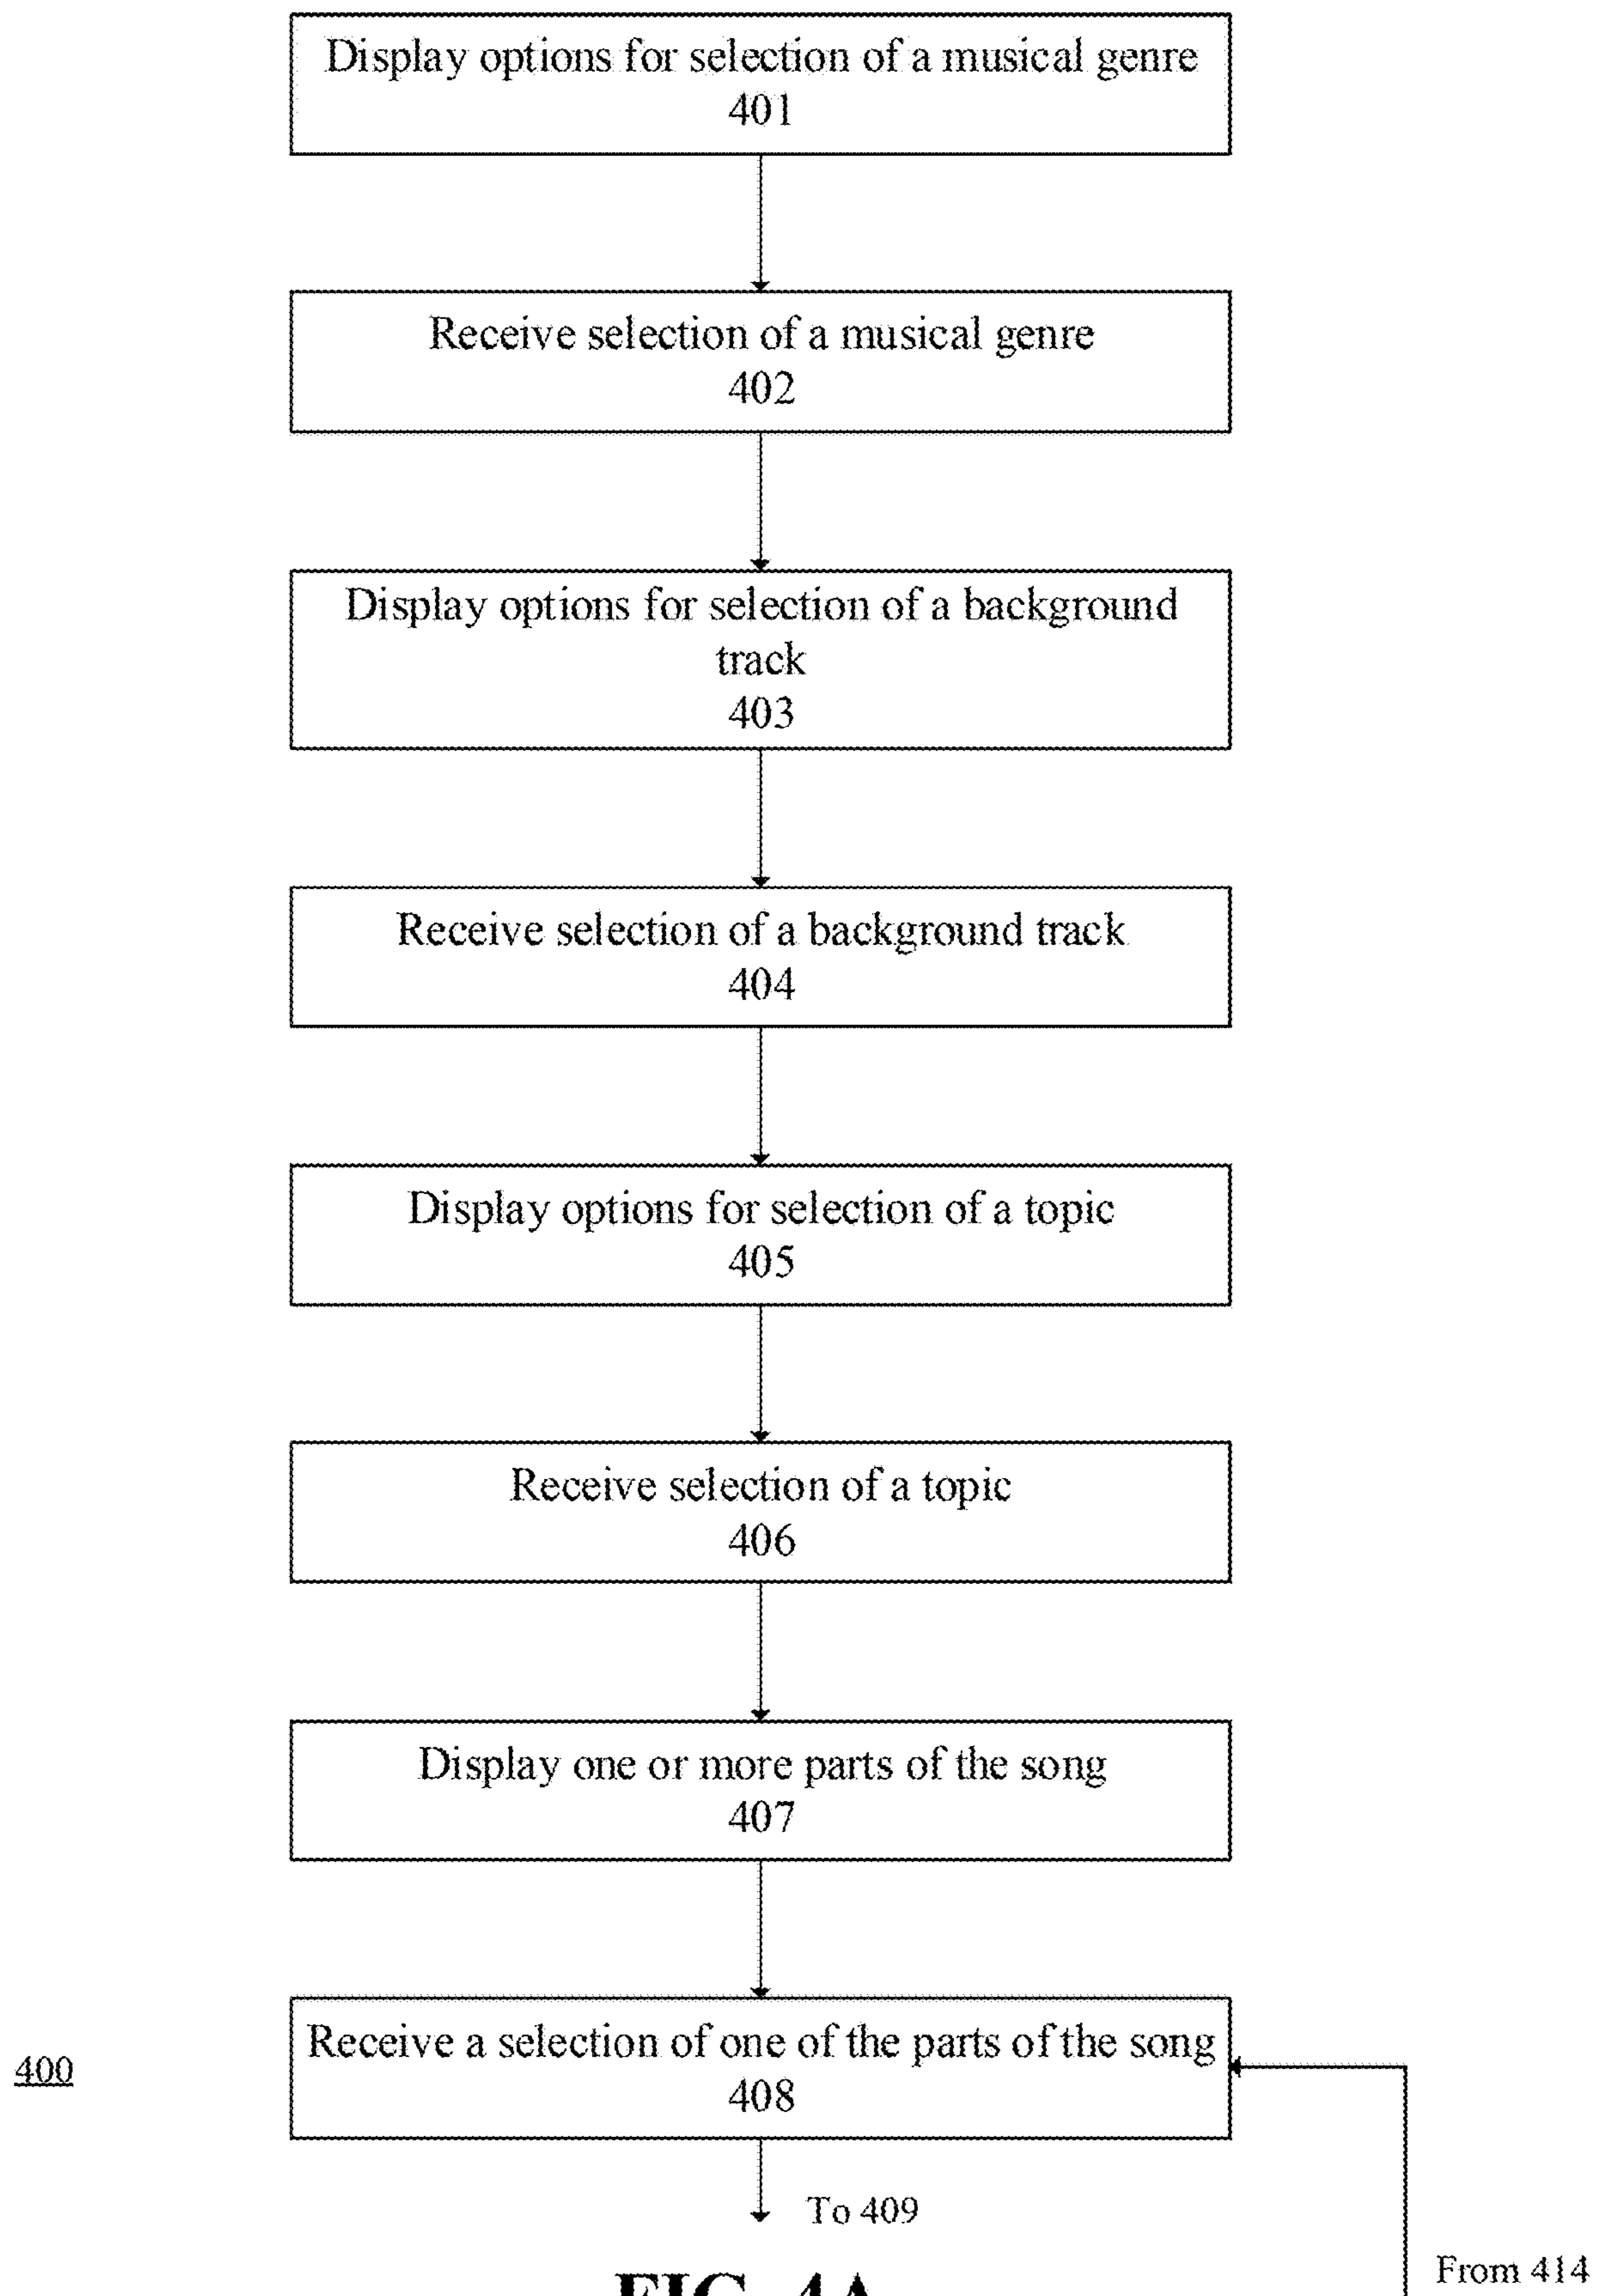 Display options for selection of a musical genre
401
Receive selection of a musical genre
402
Display options for selection of a background
track
403
Receive selection of a background track
404
Display options for selection of a topic
405
Receive selection of a topic
406
Display one or more parts of the song
407
Receive a selection of one of the parts of the song
408
400
To 409
From 414
FIG. 4A